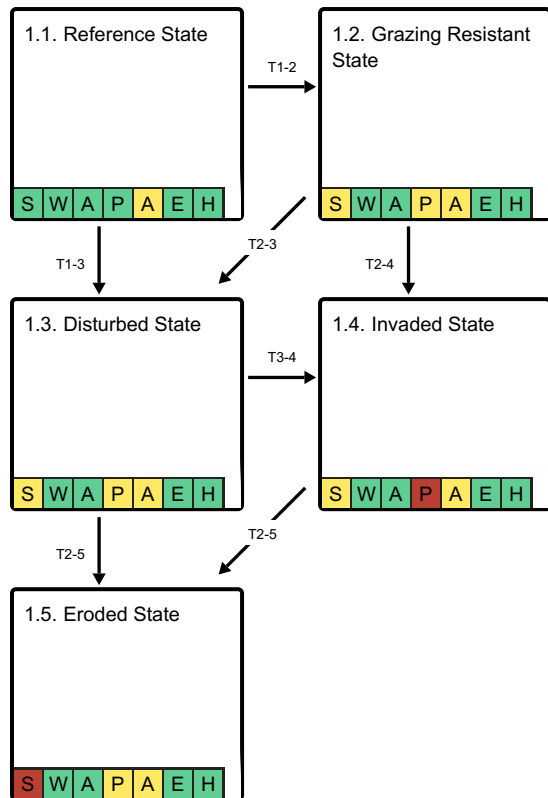 1.1. Reference State
1.2. Grazing Resistant
State
T1-2
S W A P A E H
S W A P A E H
T1-3
T2-3
T2-4
1.3. Disturbed State
1.4. Invaded State
T3-4
S W A P A E H
S W A P A E H
T2-5
T2-5
1.5. Eroded State
S W A P A E H